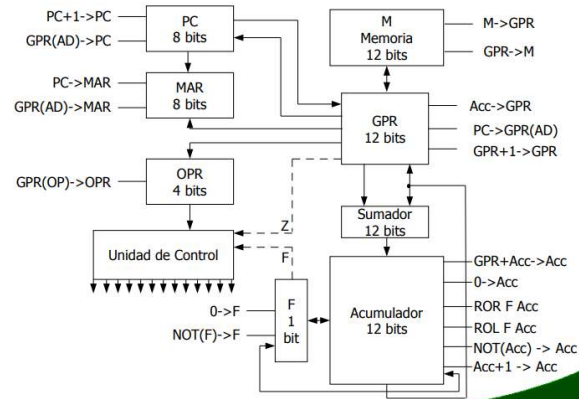 PC+1->PC
GPR(AD)->PC
PC
8 bits
M
Memoria
12 bits
M->GPR
GPR->M
PC->MAR
GPR(AD)->MAR
MAR
8 bits
GPR
12 bits
Acc->GPR
PC->GPR(AD)
GPR+1->GPR
GPR(OP)->OPR
OPR
4 bits
Z
Sumador
12 bits
Unidad de Control
F
0->F
NOT(F)->F
F
1
bit
Acumulador
12 bits
GPR+Acc->Acc
0->Acc
ROR F Acc
ROL F Acc
NOT(Acc) -> Acc
Acc+1 -> Acc